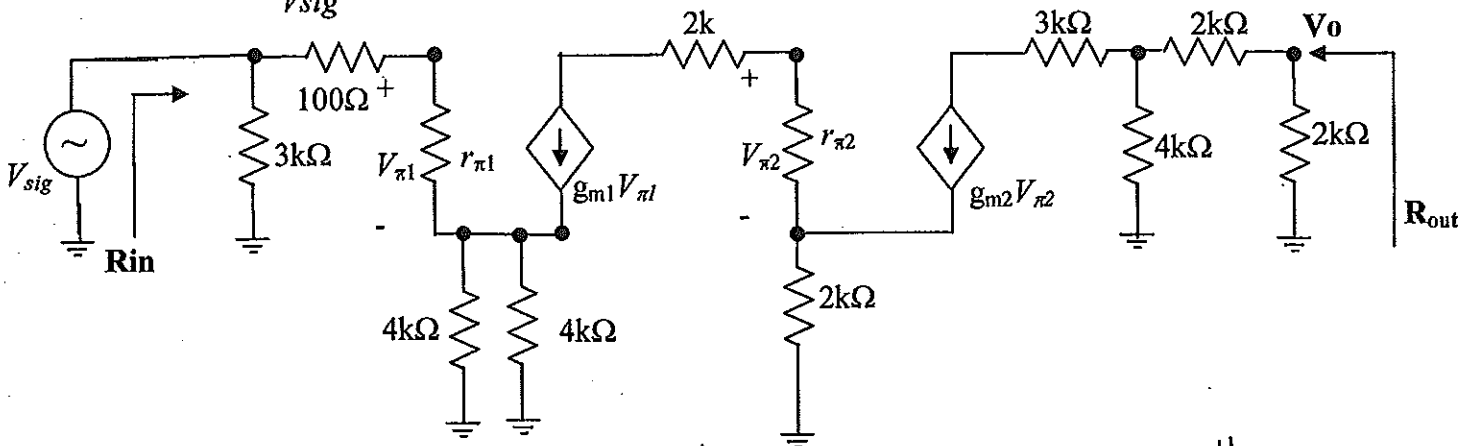 Vsig
3kΩ 2kΩ Vo
2k
+
100Ω +
3kΩ
Vsig
Vπ1 rπ1
gm1Vπ1
Vπ2 rπ2
gm2Vπ2
4kΩ
2kΩ
-
-
Rin
Rout
4kΩ 4kΩ
2kΩ